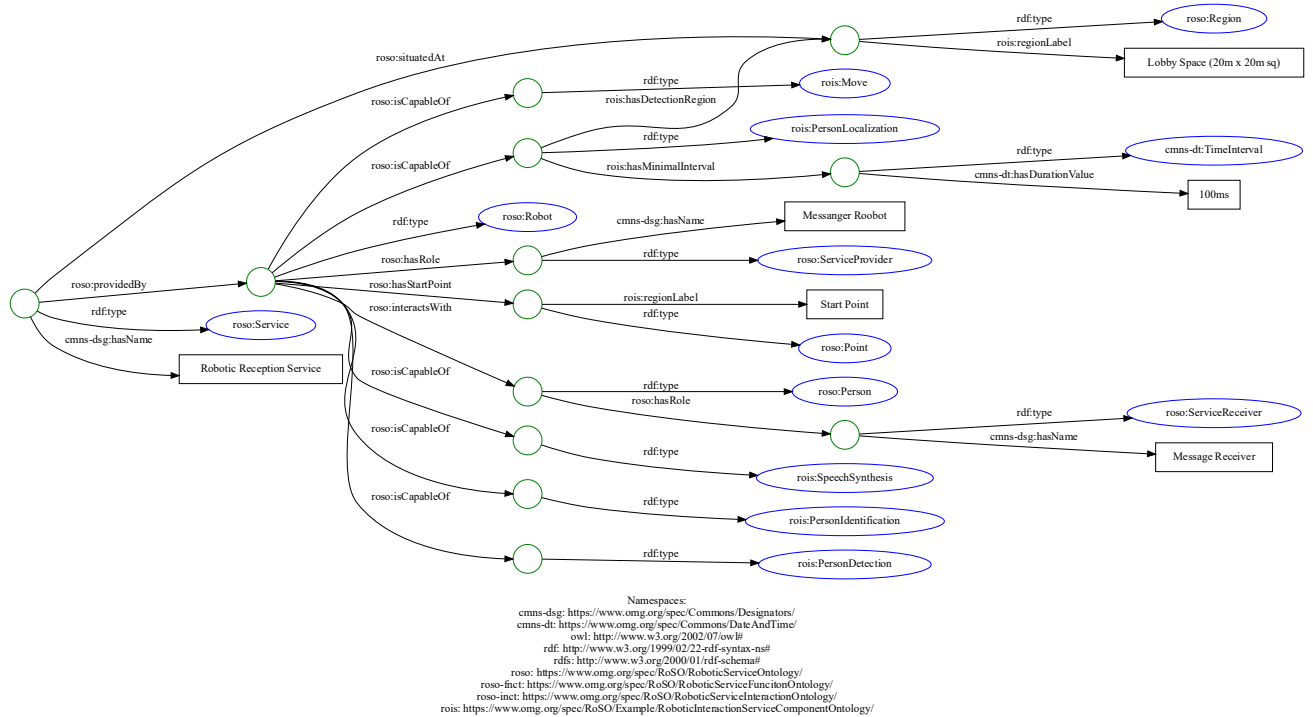 rdf:type
roso:Region
rois:regionLabel
Lobby Space (20m x 20m sq)
roso:situatedAt
rdf:type
rois:Move
roso:isCapableOf
rois:hasDetectionRegion
rdf:type
rois:PersonLocalization
roso:isCapableOf
rois:hasMinimalInterval
rdf:type
cmns-dt:TimeInterval
cmns-dt:hasDurationValue
100ms
rdf:type
roso:Robot
cmns-dsg:hasName
Messanger Roobot
roso:hasRole
rdf:type
roso:ServiceProvider
roso:providedBy
roso:hasStartPoint
rois:regionLabel
Start Point
rdf:type
roso:Service
roso:interactsWith
rdf:type
roso:Point
cmns-dsg:hasName
Robotic Reception Service
roso:isCapableOf
rdf:type
roso:Person
roso:hasRole
rdf:type
roso:ServiceReceiver
cmns-dsg:hasName
Message Receiver
roso:isCapableOf
rdf:type
rois:SpeechSynthesis
roso:isCapableOf
rdf:type
rois:PersonIdentification
rdf:type
rois:PersonDetection
Namespaces:
cmns-dsg: https://www.omg.org/spec/Commons/Designators/
cmns-dt: https://www.omg.org/spec/Commons/DateAndTime/
owl: http://www.w3.org/2002/07/owl#
rdf: http://www.w3.org/1999/02/22-rdf-syntax-ns#
rdfs: http://www.w3.org/2000/01/rdf-schema#
roso: https://www.omg.org/spec/RoSO/RoboticServiceOntology/
roso-fnct: https://www.omg.org/spec/RoSO/RoboticServiceFuncitonOntology/
roso-inct: https://www.omg.org/spec/RoSO/RoboticServiceInteractionOntology/
rois: https://www.omg.org/spec/RoSO/Example/RoboticInteractionServiceComponentOntology/